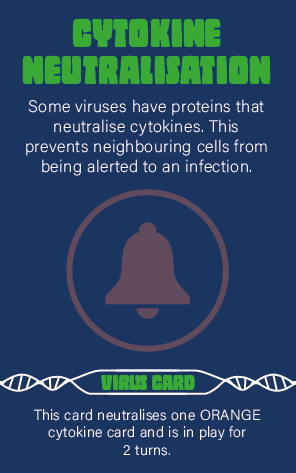 CYTOKINE
NEUTRALISATION
Some viruses have proteins that
neutralise cytokines. This
prevents neighbouring cells from
being alerted to an infection.
VIRUS CARD
This card neutralises one ORANGE
cytokine card and is in play for
2 turns.